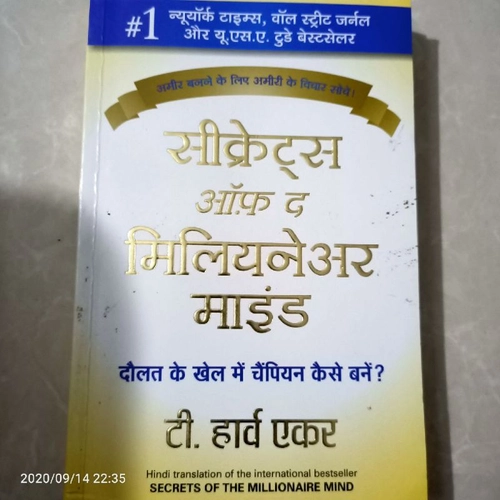 #1 न्यूयॉर्क टाइम्स, वॉल स्ट्रीट जर्नल
और यू.एस.ए. टुडे बेस्टसेलर
अमीर बनने के लिए अमीरी के विचार सोचें!
सीक्रेट्स
ऑफ़ द
मिलियनेअर
माइंड
दौलत के खेल में चैंपियन कैसे बनें?
टी. हार्व एकर
2020/09/14 22:35
Hindi translation of the international bestseller
SECRETS OF THE MILLIONAIRE MIND